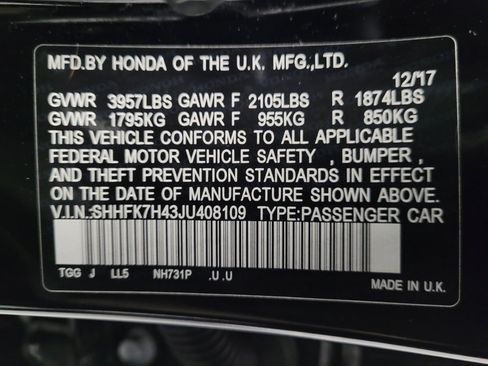 MFD.BY HONDA OF THE U.K. MFG.,LTD.
12/17
GVWR 3957LBS GAWR F 2105LBS R 1874LBS
GVWR 1795KG GAWR F 955KG R 850KG
THIS VEHICLE CONFORMS TO ALL APPLICABLE
FEDERAL MOTOR VEHICLE SAFETY , BUMPER ,
AND THEFT PREVENTION STANDARDS IN EFFECT
ON THE DATE OF MANUFACTURE SHOWN ABOVE.
V.I.N.:SHHFK7H43JU408109 TYPE:PASSENGER CAR
TGG J LL5 NH731P .U .U
MADE IN U.K.